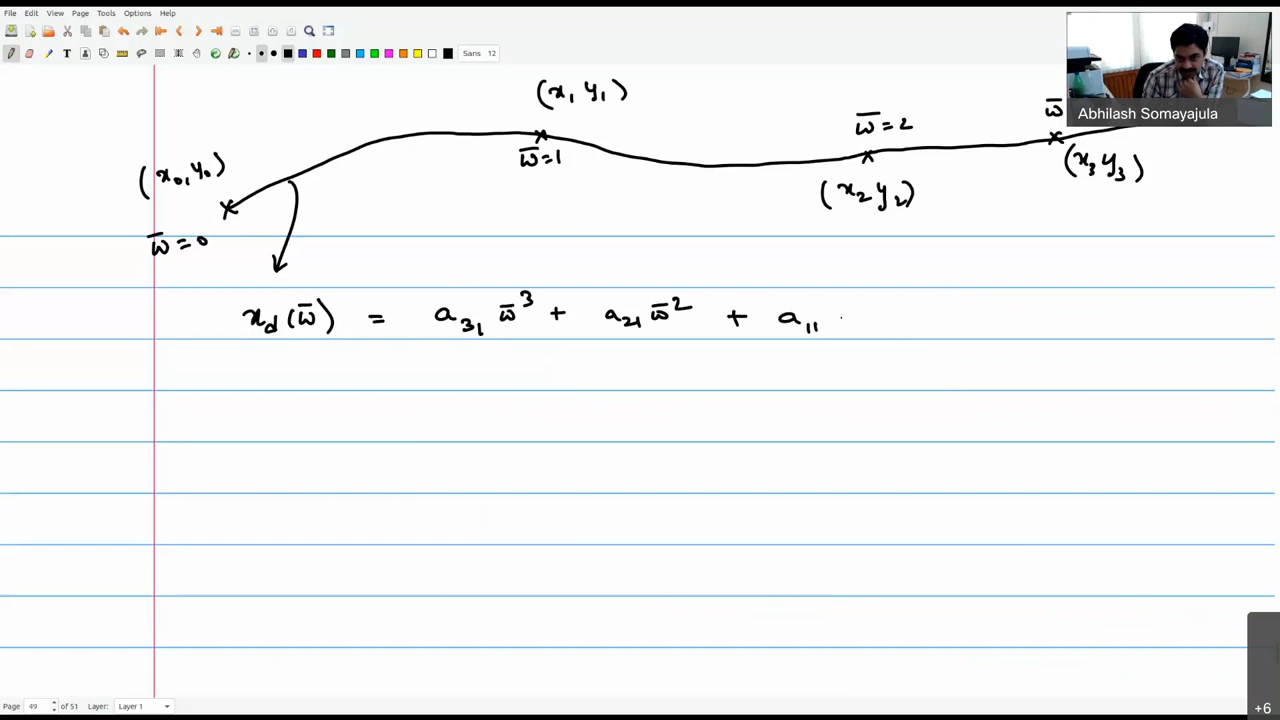 File Edit View Page Tools Options Help
T Sans 12
(x₁ y₁)
ω̅=1
ω̅=2
ω̅
Abhilash Somayajula
(x₀, y₀)
(x₂ y₂)
(x₃ y₃)
ω̅=0
x_d(ω̅) = a₃₁ ω̅³ + a₂₁ ω̅² + a₁₁
Page 49 of 51 Layer: Layer 1
+6